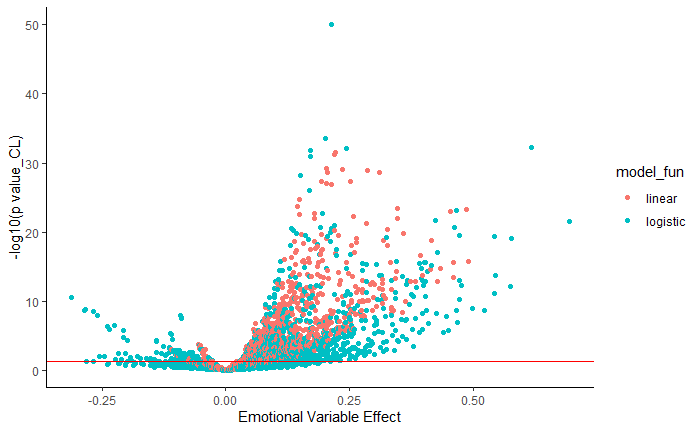 50
40
30
20
10
0
-log10(p value_CL)
-0.25
0.00
0.25
0.50
Emotional Variable Effect
model_fun
linear
logistic